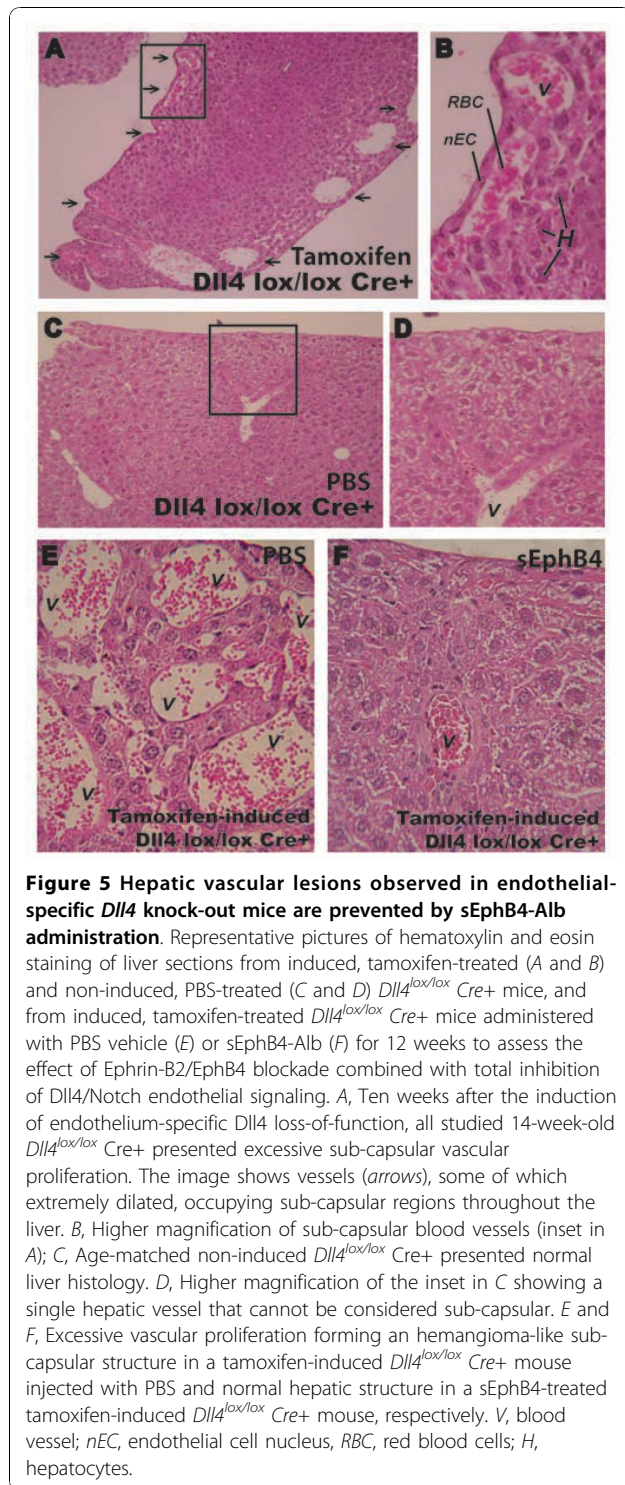 A
B
V
RBC
nEC
H
Tamoxifen
Dll4 lox/lox Cre+
C
D
PBS
Dll4 lox/lox Cre+
V
E
PBS
F
sEphB4
V
V
V
V
V
V
V
Tamoxifen-induced
Dll4 lox/lox Cre+
Tamoxifen-induced
Dll4 lox/lox Cre+
Figure 5 Hepatic vascular lesions observed in endothelial-
specific Dll4 knock-out mice are prevented by sEphB4-Alb
administration. Representative pictures of hematoxylin and eosin
staining of liver sections from induced, tamoxifen-treated (A and B)
and non-induced, PBS-treated (C and D) Dll4lox/lox Cre+ mice, and
from induced, tamoxifen-treated Dll4lox/lox Cre+ mice administered
with PBS vehicle (E) or sEphB4-Alb (F) for 12 weeks to assess the
effect of Ephrin-B2/EphB4 blockade combined with total inhibition
of Dll4/Notch endothelial signaling. A, Ten weeks after the induction
of endothelium-specific Dll4 loss-of-function, all studied 14-week-old
Dll4lox/lox Cre+ presented excessive sub-capsular vascular
proliferation. The image shows vessels (arrows), some of which
extremely dilated, occupying sub-capsular regions throughout the
liver. B, Higher magnification of sub-capsular blood vessels (inset in
A); C, Age-matched non-induced Dll4lox/lox Cre+ presented normal
liver histology. D, Higher magnification of the inset in C showing a
single hepatic vessel that cannot be considered sub-capsular. E and
F, Excessive vascular proliferation forming an hemangioma-like sub-
capsular structure in a tamoxifen-induced Dll4lox/lox Cre+ mouse
injected with PBS and normal hepatic structure in a sEphB4-treated
tamoxifen-induced Dll4lox/lox Cre+ mouse, respectively. V, blood
vessel; nEC, endothelial cell nucleus, RBC, red blood cells; H,
hepatocytes.